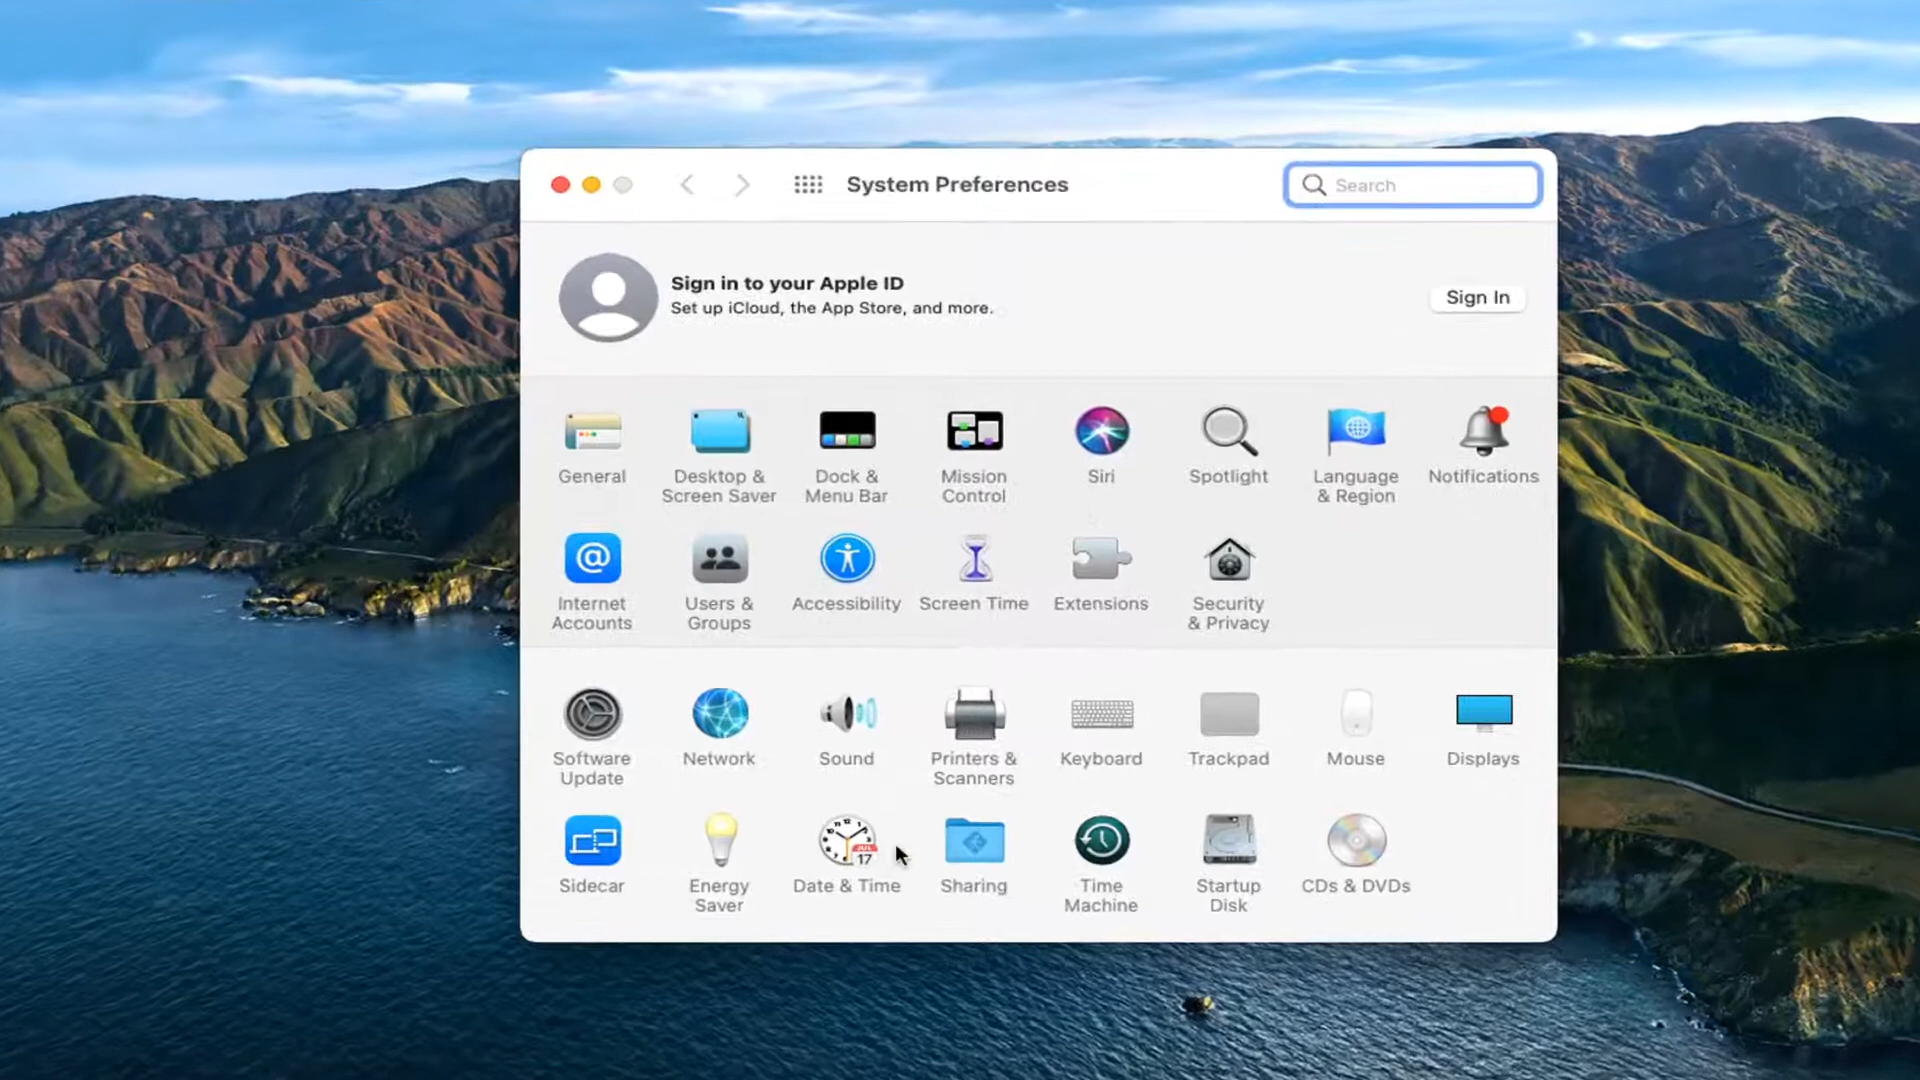 System Preferences
Search
Sign in to your Apple ID
Set up iCloud, the App Store, and more.
Sign In
General
Desktop &
Screen Saver
Dock &
Menu Bar
Mission
Control
Siri
Spotlight
Language
& Region
Notifications
Internet
Accounts
Users &
Groups
Accessibility
Screen Time
Extensions
Security
& Privacy
Software
Update
Network
Sound
Printers &
Scanners
Keyboard
Trackpad
Mouse
Displays
Sidecar
Energy
Saver
JUL
17
Date & Time
Sharing
Time
Machine
Startup
Disk
CDs & DVDs